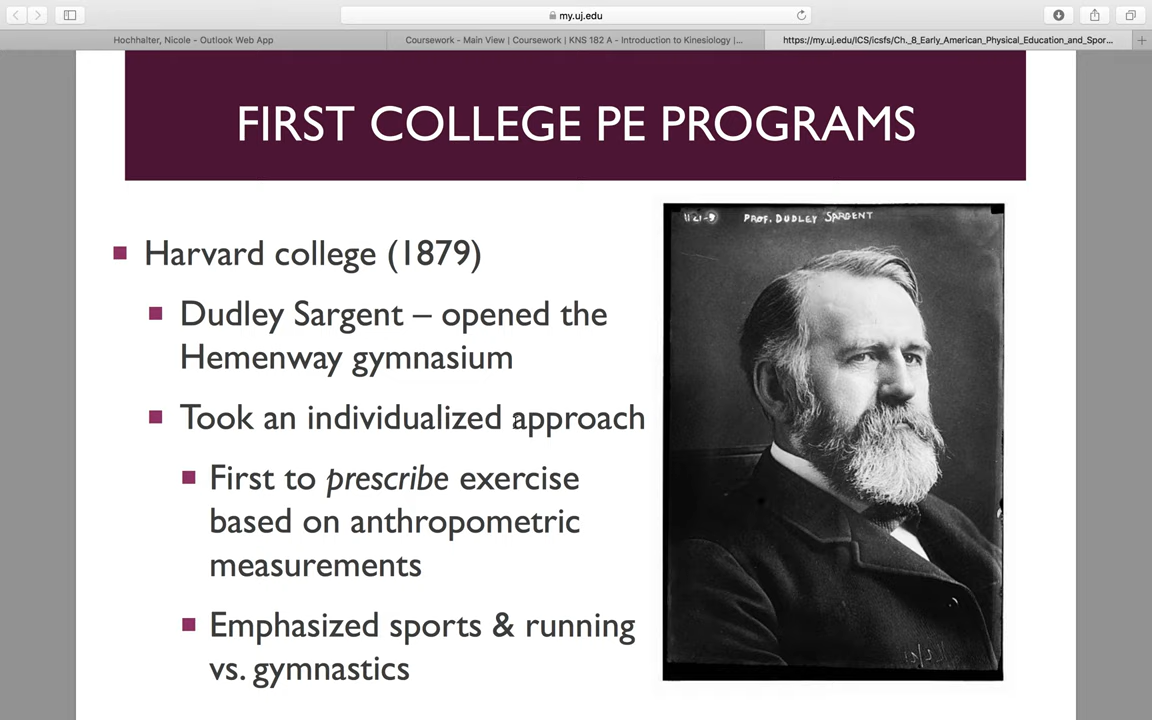 my.uj.edu
Hochhalter, Nicole - Outlook Web App
Coursework - Main View | Coursework | KNS 182 A - Introduction to Kinesiology |...
https://my.uj.edu/ICS/icsfs/Ch._8_Early_American_Physical_Education_and_Spor...
FIRST COLLEGE PE PROGRAMS
Harvard college (1879)
Dudley Sargent – opened the
Hemenway gymnasium
Took an individualized approach
First to prescribe exercise
based on anthropometric
measurements
Emphasized sports & running
vs. gymnastics
1121-9 PROF. DUDLEY SARGENT